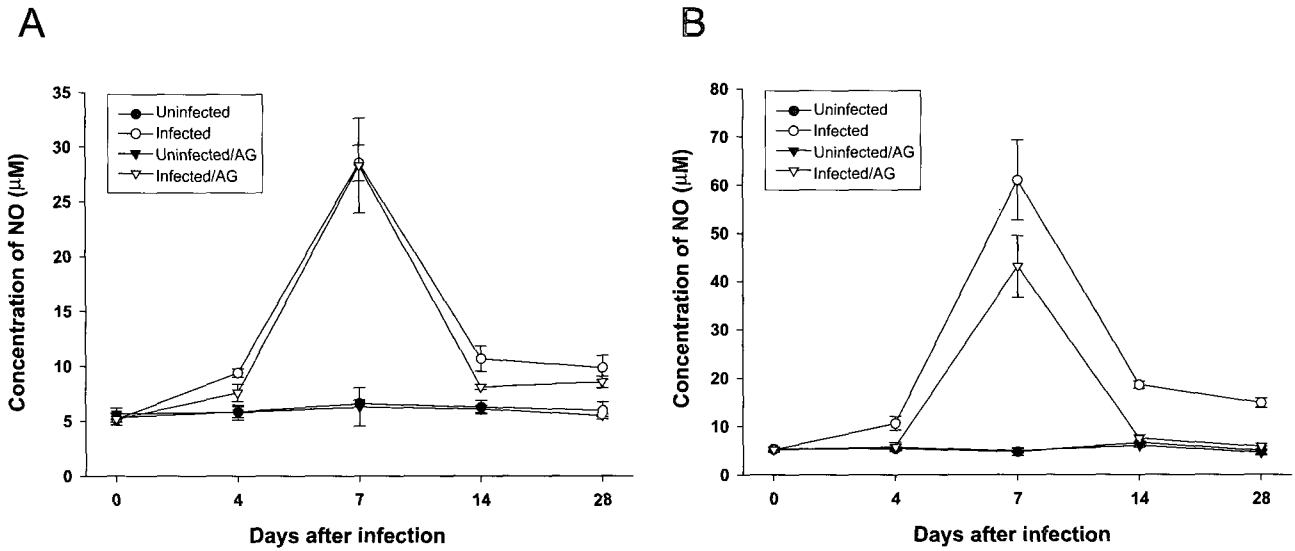 A
35
30
25
20
15
10
5
0
Concentration of NO (μM)
Uninfected
Infected
Uninfected/AG
Infected/AG
0 4 7 14 28
Days after infection
B
80
70
60
50
40
30
20
10
0
Concentration of NO (μM)
Uninfected
Infected
Uninfected/AG
Infected/AG
0 4 7 14 28
Days after infection